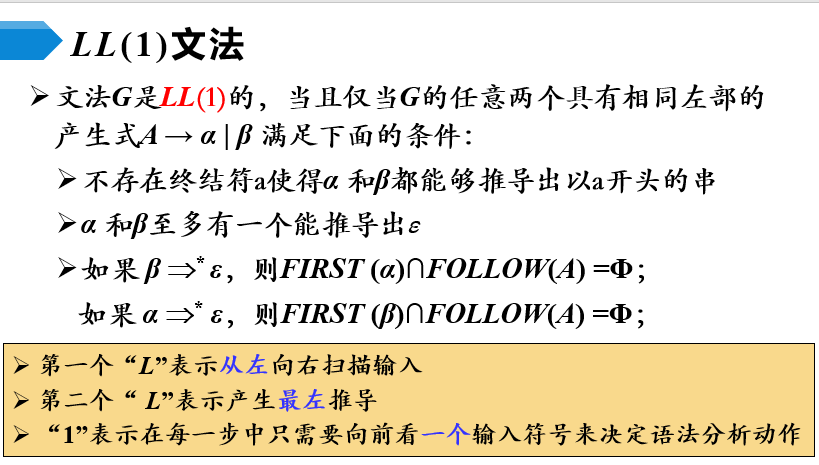 LL(1)文法
文法G是LL(1)的，当且仅当G的任意两个具有相同左部的
产生式A → α | β 满足下面的条件：
不存在终结符a使得α 和β都能够推导出以a开头的串
α 和β至多有一个能推导出ε
如果 β ⇒* ε，则FIRST (α)∩FOLLOW(A) =Φ；
如果 α ⇒* ε，则FIRST (β)∩FOLLOW(A) =Φ；
第一个“L”表示从左向右扫描输入
第二个“ L”表示产生最左推导
“1”表示在每一步中只需要向前看一个输入符号来决定语法分析动作